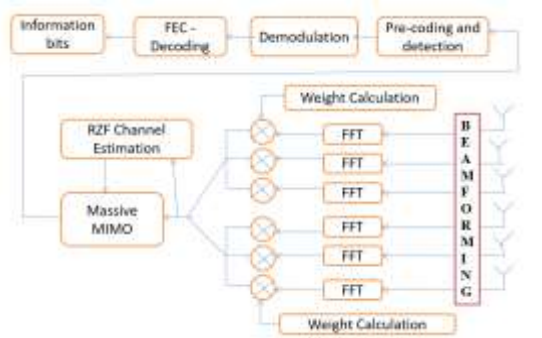 Information bits
FEC - Decoding
Demodulation
Pre-coding and detection
Weight Calculation
RZF Channel Estimation
Massive MIMO
FFT
FFT
FFT
FFT
FFT
FFT
BEAMFORMING
Weight Calculation